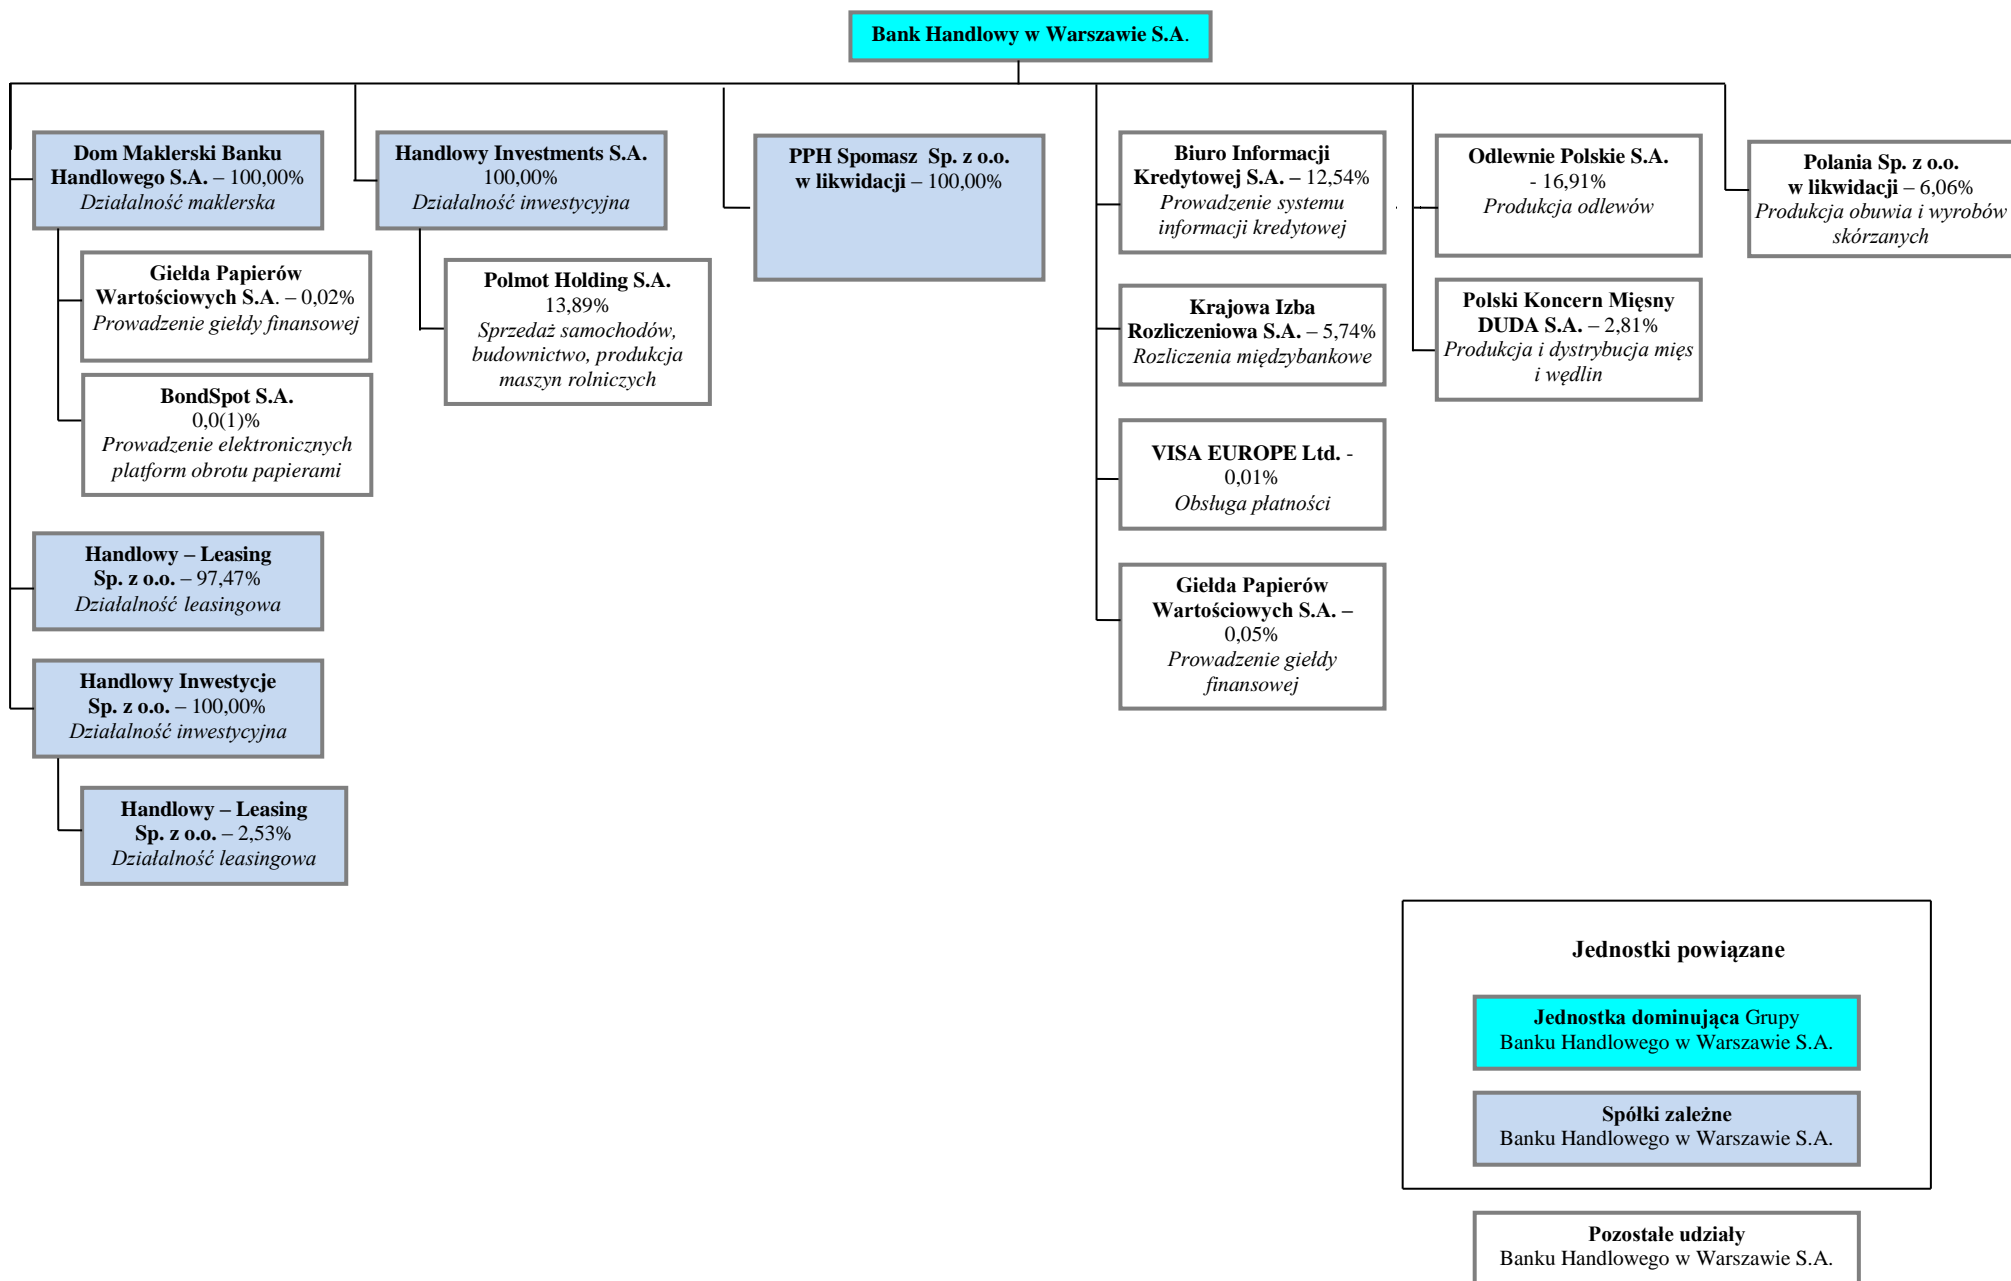 Bank Handlowy w Warszawie S.A.
Dom Maklerski Banku
Handlowego S.A. – 100,00%
Działalność maklerska
Giełda Papierów
Wartościowych S.A. – 0,02%
Prowadzenie giełdy finansowej
BondSpot S.A.
0,0(1)%
Prowadzenie elektronicznych
platform obrotu papierami
Handlowy – Leasing
Sp. z o.o. – 97,47%
Działalność leasingowa
Handlowy Inwestycje
Sp. z o.o. – 100,00%
Działalność inwestycyjna
Handlowy – Leasing
Sp. z o.o. – 2,53%
Działalność leasingowa
Handlowy Investments S.A.
100,00%
Działalność inwestycyjna
Polmot Holding S.A.
13,89%
Sprzedaż samochodów,
budownictwo, produkcja
maszyn rolniczych
PPH Spomasz Sp. z o.o.
w likwidacji – 100,00%
Biuro Informacji
Kredytowej S.A. – 12,54%
Prowadzenie systemu
informacji kredytowej
Krajowa Izba
Rozliczeniowa S.A. – 5,74%
Rozliczenia międzybankowe
VISA EUROPE Ltd. -
0,01%
Obsługa płatności
Giełda Papierów
Wartościowych S.A. –
0,05%
Prowadzenie giełdy
finansowej
Odlewnie Polskie S.A.
- 16,91%
Produkcja odlewów
Polski Koncern Mięsny
DUDA S.A. – 2,81%
Produkcja i dystrybucja mięs
i wędlin
Polania Sp. z o.o.
w likwidacji – 6,06%
Produkcja obuwia i wyrobów
skórzanych
Jednostki powiązane
Jednostka dominująca Grupy
Banku Handlowego w Warszawie S.A.
Spółki zależne
Banku Handlowego w Warszawie S.A.
Pozostałe udziały
Banku Handlowego w Warszawie S.A.